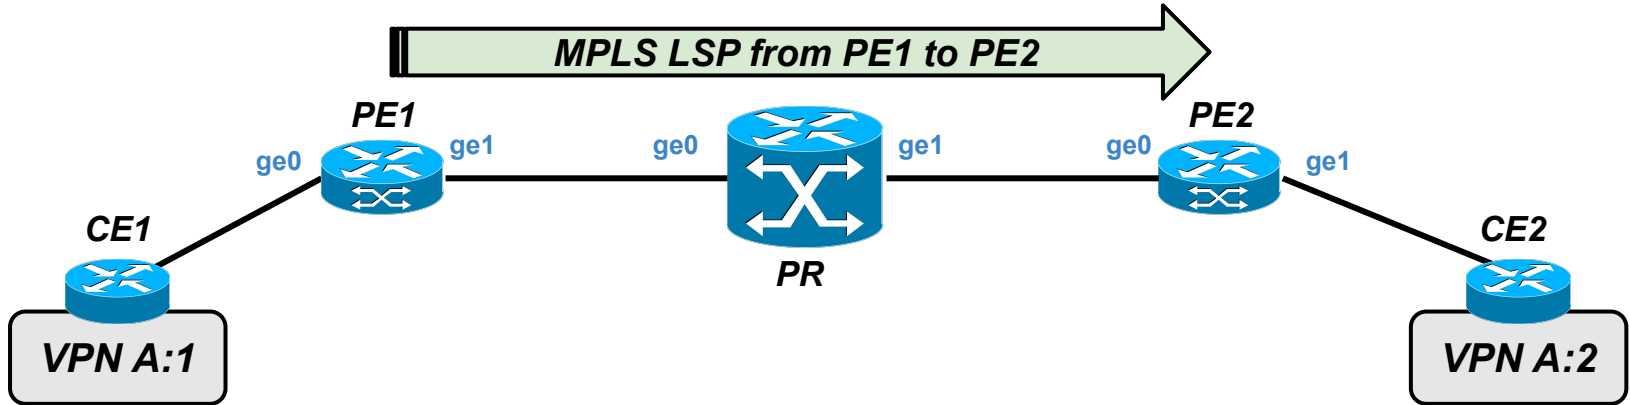 MPLS LSP from PE1 to PE2
PE1
PE2
ge0
ge1
ge0
ge1
ge0
ge1
CE1
CE2
PR
VPN A:1
VPN A:2